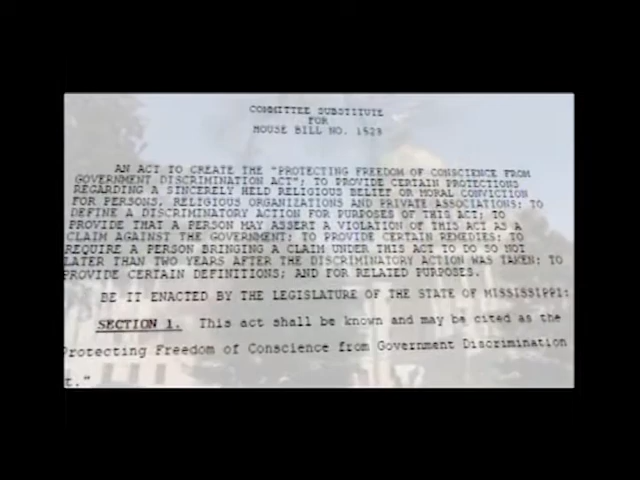 COMMITTEE SUBSTITUTE
FOR
HOUSE BILL NO. 1523
AN ACT TO CREATE THE "PROTECTING FREEDOM OF CONSCIENCE FROM
GOVERNMENT DISCRIMINATION ACT"; TO PROVIDE CERTAIN PROTECTIONS
REGARDING A SINCERELY HELD RELIGIOUS BELIEF OR MORAL CONVICTION
FOR PERSONS, RELIGIOUS ORGANIZATIONS AND PRIVATE ASSOCIATIONS; TO
DEFINE A DISCRIMINATORY ACTION FOR PURPOSES OF THIS ACT; TO
PROVIDE THAT A PERSON MAY ASSERT A VIOLATION OF THIS ACT AS A
CLAIM AGAINST THE GOVERNMENT; TO PROVIDE CERTAIN REMEDIES; TO
REQUIRE A PERSON BRINGING A CLAIM UNDER THIS ACT TO DO SO NOT
LATER THAN TWO YEARS AFTER THE DISCRIMINATORY ACTION WAS TAKEN; TO
PROVIDE CERTAIN DEFINITIONS; AND FOR RELATED PURPOSES.
BE IT ENACTED BY THE LEGISLATURE OF THE STATE OF MISSISSIPPI:
SECTION 1. This act shall be known and may be cited as the
Protecting Freedom of Conscience from Government Discrimination
t."